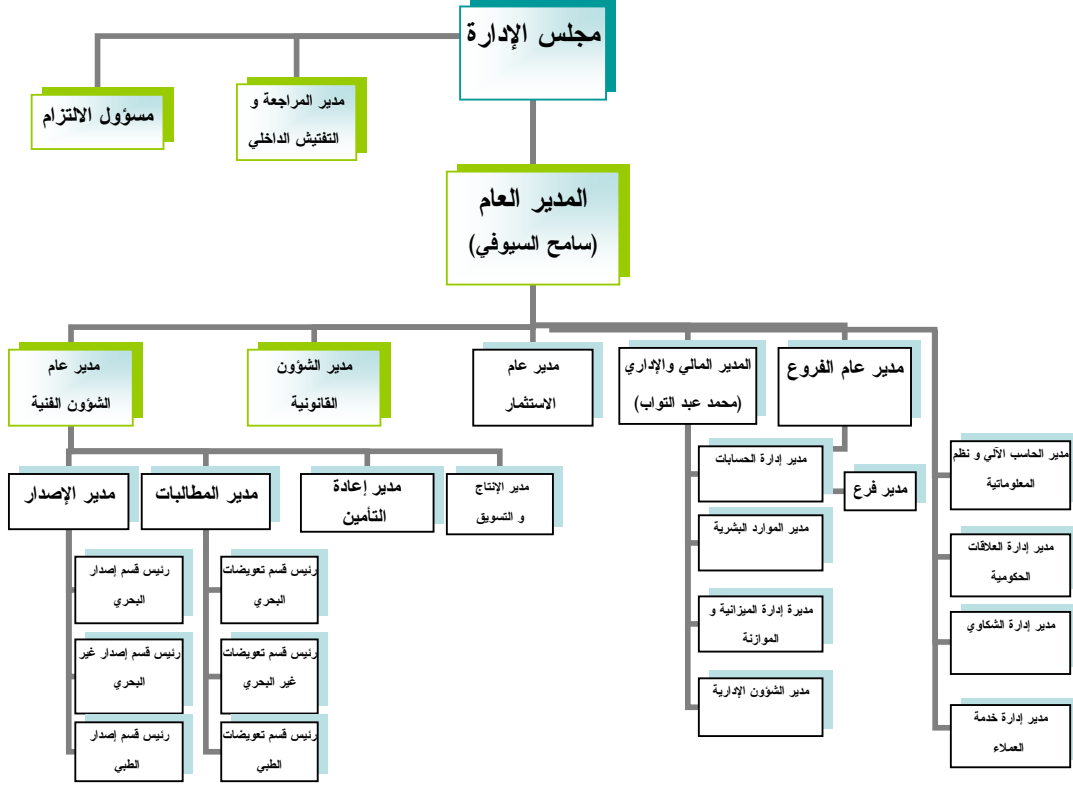 مجلس الإدارة
مدير المراجعة و
التفتيش الداخلي
مسؤول الالتزام
المدير العام
(سامح السيوفي)
مدير عام الفروع
المدير المالي والإداري
(محمد عبد التواب)
مدير عام
الاستثمار
مدير الشؤون
القانونية
مدير عام
الشؤون الفنية
مدير الحاسب الآلي و نظم
المعلوماتية
مدير إدارة العلاقات
الحكومية
مدير إدارة الشكاوي
مدير إدارة خدمة
العملاء
مدير فرع
مدير إدارة الحسابات
مدير الموارد البشرية
مديرة إدارة الميزانية و
الموازنة
مدير الشؤون الإدارية
مدير الإنتاج
و التسويق
مدير إعادة
التأمين
مدير المطالبات
مدير الإصدار
رئيس قسم تعويضات
البحري
رئيس قسم تعويضات
غير البحري
رئيس قسم تعويضات
الطبي
رئيس قسم إصدار
البحري
رئيس قسم إصدار غير
البحري
رئيس قسم إصدار
الطبي